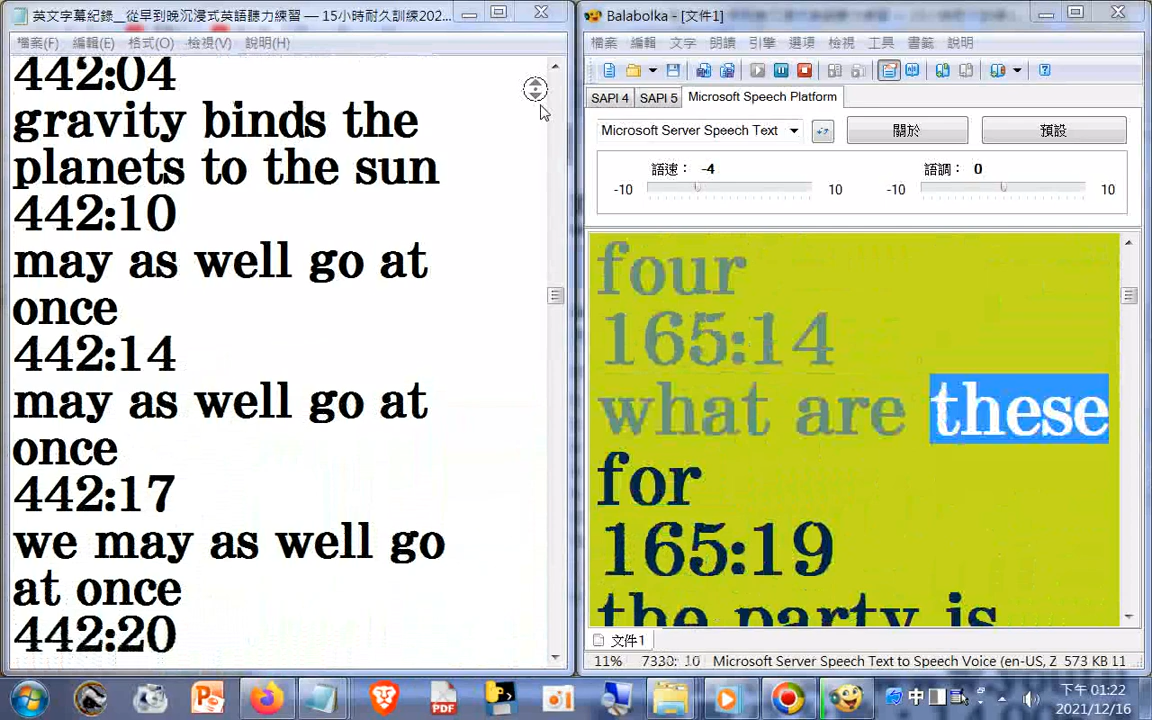 英文字幕紀錄__從早到晚沉浸式英語聽力練習 — 15小時耐久訓練202...
檔案(F) 編輯(E) 格式(O) 檢視(V) 說明(H)
442:04
gravity binds the
planets to the sun
442:10
may as well go at
once
442:14
may as well go at
once
442:17
we may as well go
at once
442:20
Balabolka - [文件1]
檔案 編輯 文字 朗讀 引擎 選項 檢視 工具 書籤 說明
SAPI 4 SAPI 5 Microsoft Speech Platform
Microsoft Server Speech Text 關於 預設
語速： -4 語調： 0
-10 10 -10 10
four
165:14
what are these
for
165:19
the party is
文件1
11% 7330: 10 Microsoft Server Speech Text to Speech Voice (en-US, Z 573 KB 11
中 下午 01:22
2021/12/16